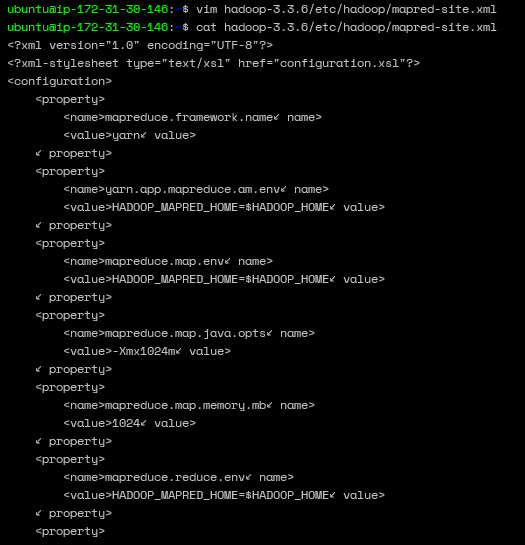 ubuntu@ip-172-31-30-146:~$ vim hadoop-3.3.6/etc/hadoop/mapred-site.xml
ubuntu@ip-172-31-30-146:~$ cat hadoop-3.3.6/etc/hadoop/mapred-site.xml
<?xml version="1.0" encoding="UTF-8"?>
<?xml-stylesheet type="text/xsl" href="configuration.xsl"?>
<configuration>
    <property>
        <name>mapreduce.framework.name</name>
        <value>yarn</value>
    </property>
    <property>
        <name>yarn.app.mapreduce.am.env</name>
        <value>HADOOP_MAPRED_HOME=$HADOOP_HOME</value>
    </property>
    <property>
        <name>mapreduce.map.env</name>
        <value>HADOOP_MAPRED_HOME=$HADOOP_HOME</value>
    </property>
    <property>
        <name>mapreduce.map.java.opts</name>
        <value>-Xmx1024m</value>
    </property>
    <property>
        <name>mapreduce.map.memory.mb</name>
        <value>1024</value>
    </property>
    <property>
        <name>mapreduce.reduce.env</name>
        <value>HADOOP_MAPRED_HOME=$HADOOP_HOME</value>
    </property>
    <property>